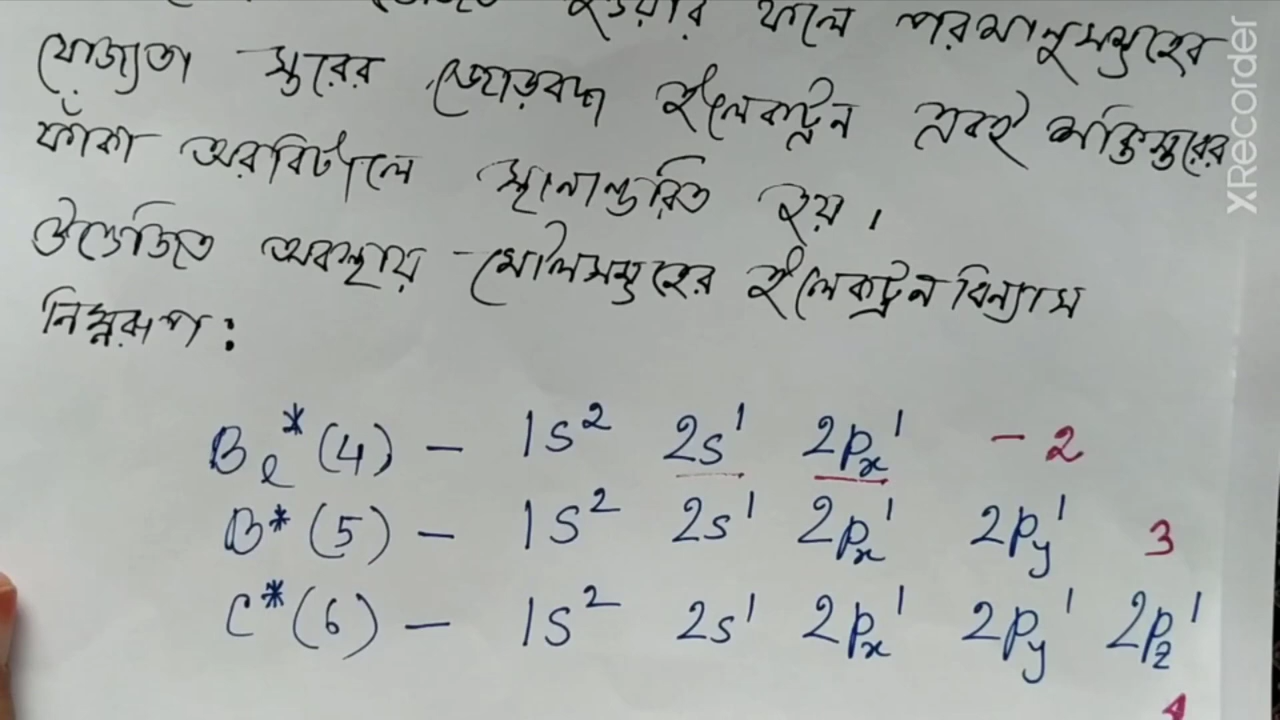 হওয়ার ফলে পরমানুসমূহের
যোজ্যতা স্তরের জোড়বদ্ধ ইলেকট্রন একই শক্তিস্তরের
ফাঁকা অরবিটালে স্থানান্তরিত হয়।
উত্তেজিত অবস্থায় মৌলসমূহের ইলেকট্রন বিন্যাস
নিম্নরূপ:
Be*(4) – 1s² 2s¹ 2pₓ¹ – 2
B*(5) – 1s² 2s¹ 2pₓ¹ 2py¹ 3
C*(6) – 1s² 2s¹ 2pₓ¹ 2py¹ 2pz¹
4
XRecorder